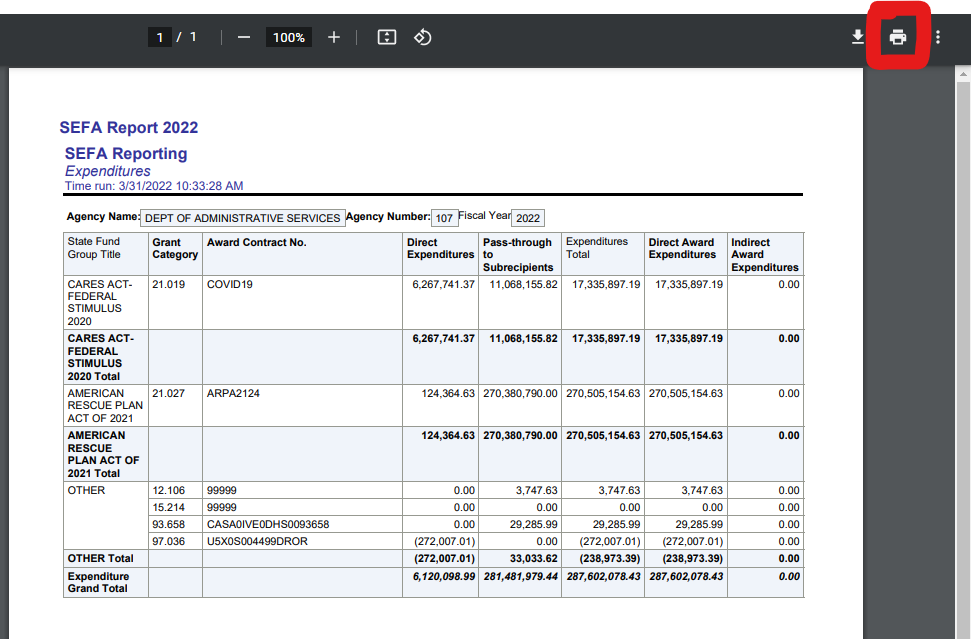 1 / 1 | — 100% + |
SEFA Report 2022
SEFA Reporting
Expenditures
Time run: 3/31/2022 10:33:28 AM
Agency Name: DEPT OF ADMINISTRATIVE SERVICES Agency Number: 107 Fiscal Year 2022
State Fund Group Title Grant Category Award Contract No. Direct Expenditures Pass-through to Subrecipients Expenditures Total Direct Award Expenditures Indirect Award Expenditures
CARES ACT- 21.019 COVID19 6,267,741.37 11,068,155.82 17,335,897.19 17,335,897.19 0.00
FEDERAL
STIMULUS
2020
CARES ACT- 6,267,741.37 11,068,155.82 17,335,897.19 17,335,897.19 0.00
FEDERAL
STIMULUS
2020 Total
AMERICAN 21.027 ARPA2124 124,364.63 270,380,790.00 270,505,154.63 270,505,154.63 0.00
RESCUE PLAN
ACT OF 2021
AMERICAN 124,364.63 270,380,790.00 270,505,154.63 270,505,154.63 0.00
RESCUE
PLAN ACT OF
2021 Total
OTHER 12.106 99999 0.00 3,747.63 3,747.63 3,747.63 0.00
15.214 99999 0.00 0.00 0.00 0.00 0.00
93.658 CASA0IVE0DHS0093658 0.00 29,285.99 29,285.99 29,285.99 0.00
97.036 U5X0S004499DROR (272,007.01) 0.00 (272,007.01) (272,007.01) 0.00
OTHER Total (272,007.01) 33,033.62 (238,973.39) (238,973.39) 0.00
Expenditure 6,120,098.99 281,481,979.44 287,602,078.43 287,602,078.43 0.00
Grand Total